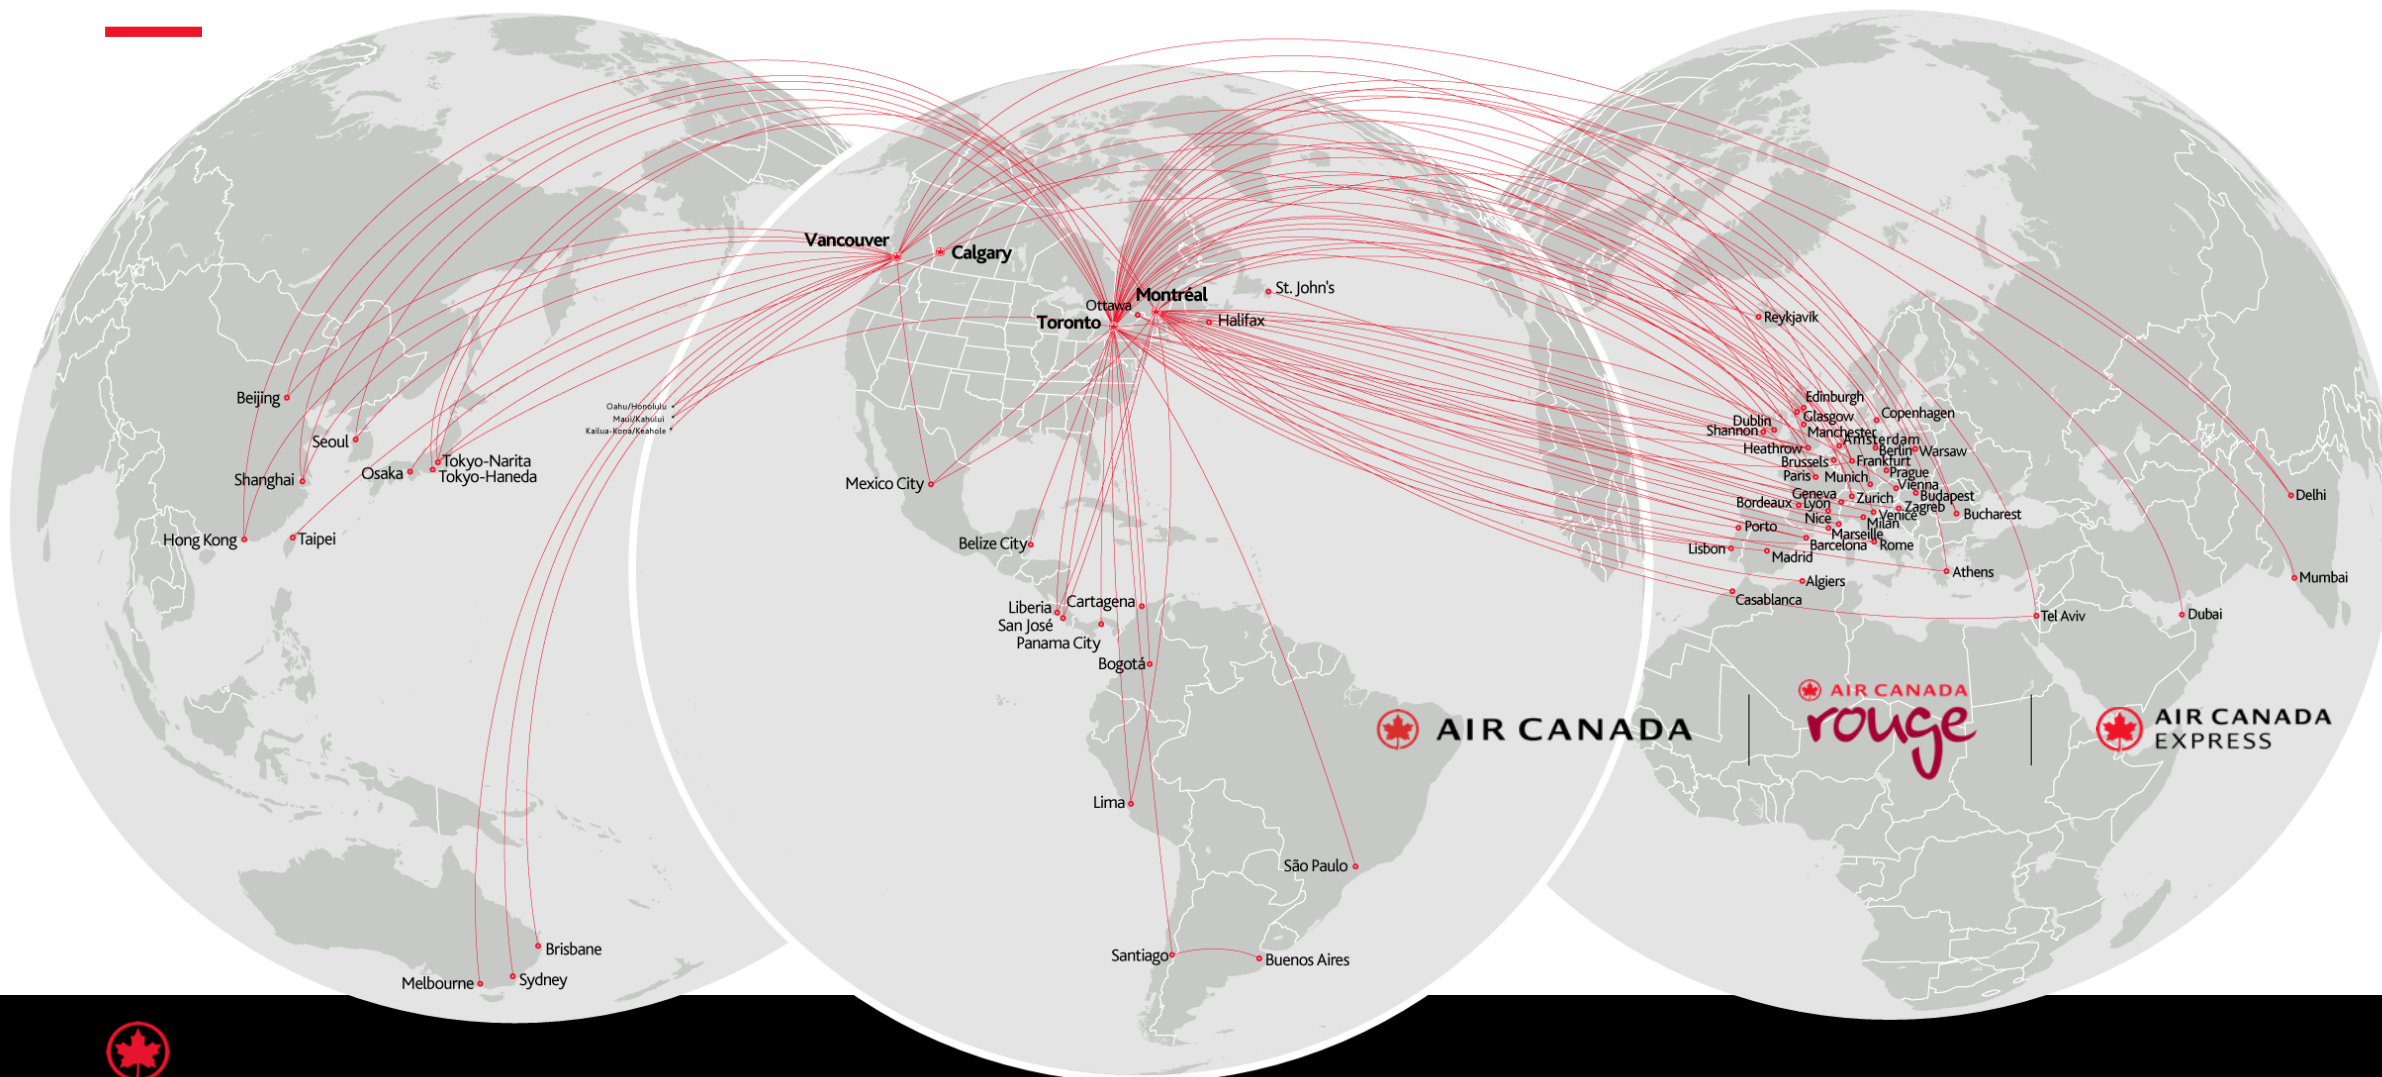 Vancouver
Calgary
Ottawa
Montréal
Toronto
St. John's
Halifax
Reykjavík
Beijing
Seoul
Shanghai
Osaka
Tokyo-Narita
Tokyo-Haneda
Hong Kong
Taipei
Oahu/Honolulu
Maui/Kahului
Kailua-Kona/Keahole
Mexico City
Belize City
Liberia
San José
Panama City
Cartagena
Bogotá
Lima
São Paulo
Santiago
Buenos Aires
Brisbane
Melbourne
Sydney
Edinburgh
Glasgow
Copenhagen
Dublin
Shannon
Manchester
Amsterdam
Heathrow
Berlin
Warsaw
Brussels
Frankfurt
Paris
Munich
Prague
Vienna
Geneva
Zurich
Budapest
Bordeaux
Lyon
Zagreb
Bucharest
Nice
Venice
Milan
Porto
Marseille
Lisbon
Barcelona
Rome
Madrid
Athens
Algiers
Casablanca
Tel Aviv
Dubai
Delhi
Mumbai
AIR CANADA
AIR CANADA
rouge
AIR CANADA
EXPRESS